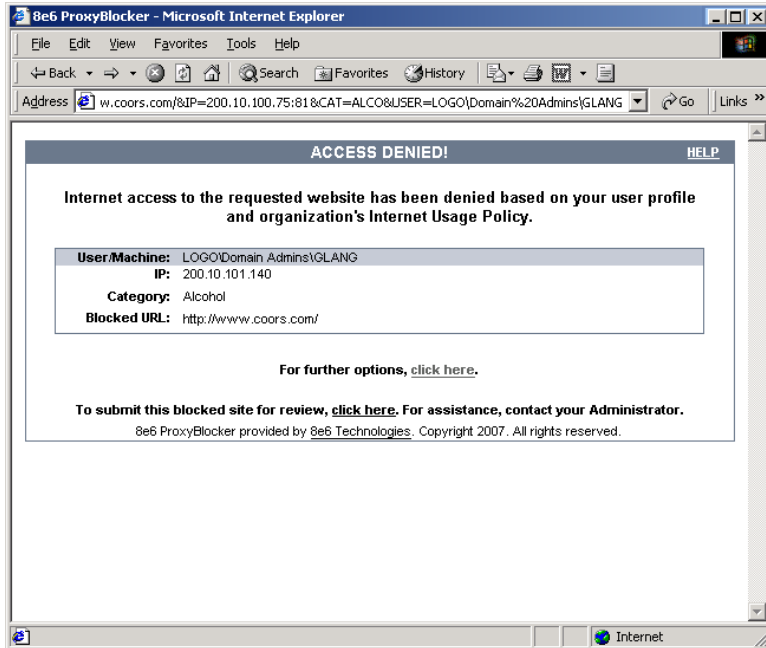 8e6 ProxyBlocker - Microsoft Internet Explorer
File Edit View Favorites Tools Help
Back Search Favorites History
Address w.coors.com/&IP=200.10.100.75:81&CAT=ALCO&USER=LOGO\Domain%20Admins\GLANG Go Links »
ACCESS DENIED! HELP
Internet access to the requested website has been denied based on your user profile
and organization's Internet Usage Policy.
User/Machine: LOGO\Domain Admins\GLANG
IP: 200.10.101.140
Category: Alcohol
Blocked URL: http://www.coors.com/
For further options, click here.
To submit this blocked site for review, click here. For assistance, contact your Administrator.
8e6 ProxyBlocker provided by 8e6 Technologies. Copyright 2007. All rights reserved.
Internet